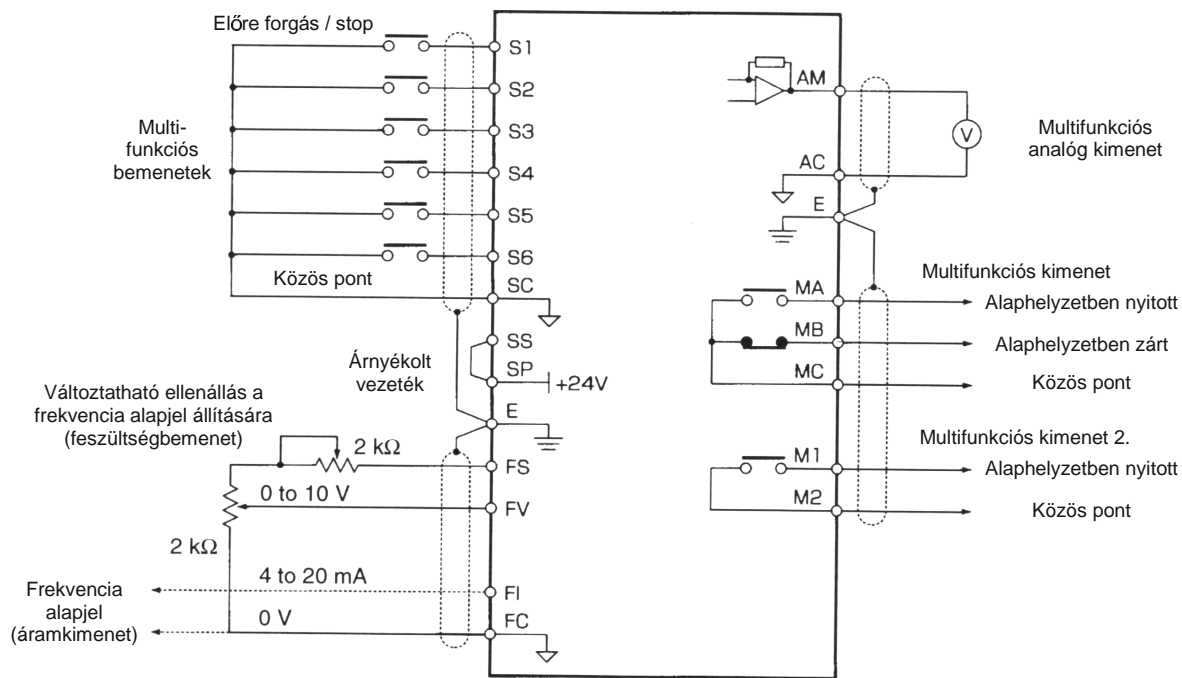 Előre forgás / stop
S1
S2
S3
S4
S5
S6
Multi-
funkciós
bemenetek
Közös pont
SC
SS
SP
+24V
Árnyékolt
vezeték
E
Változtatható ellenállás a
frekvencia alapjel állítására
(feszültségbemenet)
2 kΩ
FS
0 to 10 V
FV
2 kΩ
4 to 20 mA
FI
Frekvencia
alapjel
(áramkimenet)
0 V
FC
AM
V
Multifunkciós
analóg kimenet
AC
E
Multifunkciós kimenet
MA
Alaphelyzetben nyitott
MB
Alaphelyzetben zárt
MC
Közös pont
Multifunkciós kimenet 2.
M1
Alaphelyzetben nyitott
M2
Közös pont